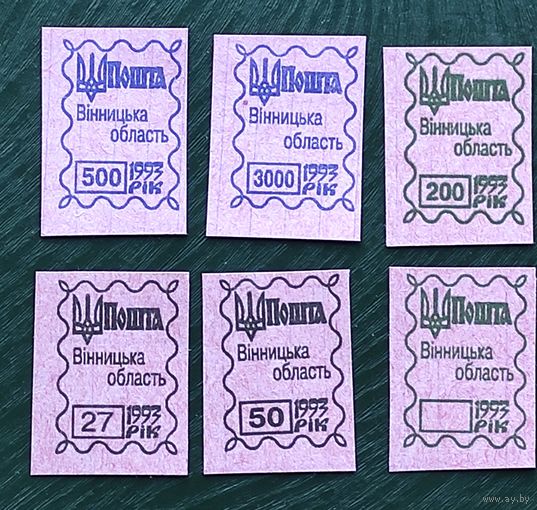 Пошта
Вінницька
область
500 1993
рік
Пошта
Вінницька
область
3000 1993
рік
Пошта
Вінницька
область
200 1993
рік
Пошта
Вінницька
область
27 1993
рік
Пошта
Вінницька
область
50 1993
рік
Пошта
Вінницька
область
1993
рік
www.ay.by